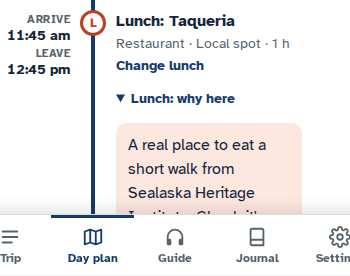 ARRIVE
11:45 am
LEAVE
12:45 pm
L
Lunch: Taqueria
Restaurant · Local spot · 1 h
Change lunch
▼ Lunch: why here
A real place to eat a
short walk from
Sealaska Heritage
Trip
Day plan
Guide
Journal
Settin